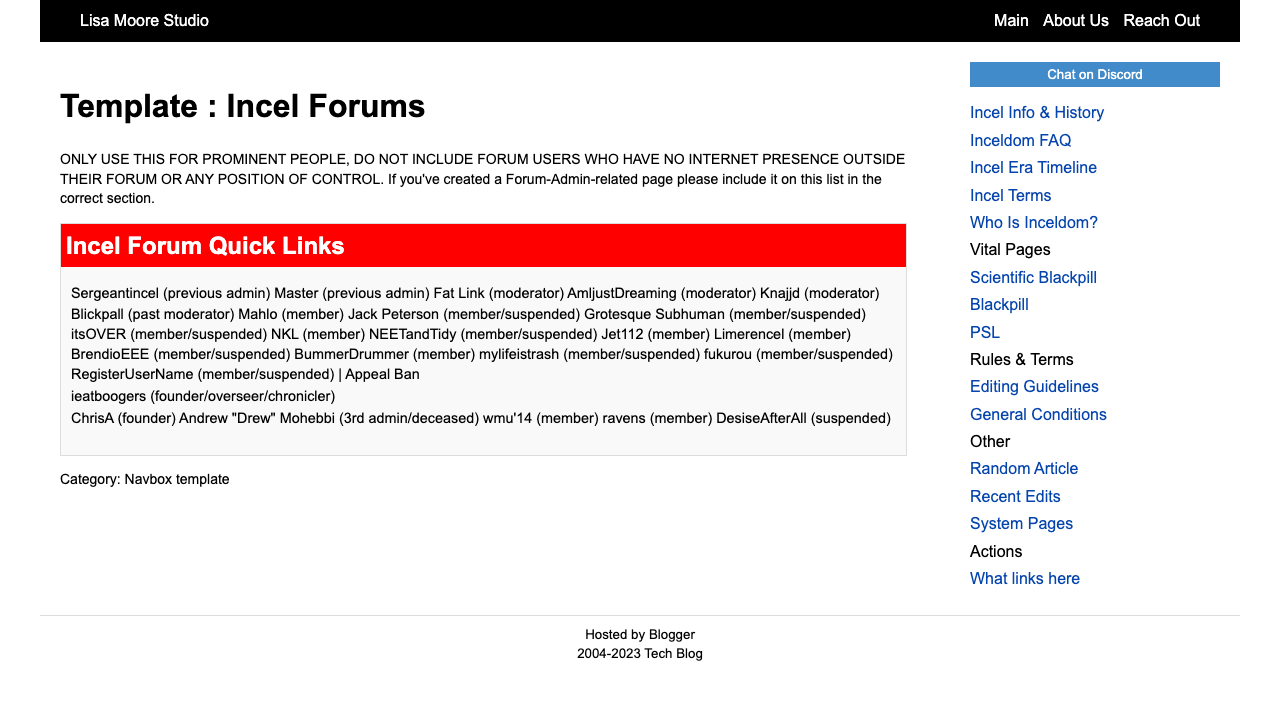 Lisa Moore Studio
Main About Us Reach Out
Template : Incel Forums
ONLY USE THIS FOR PROMINENT PEOPLE, DO NOT INCLUDE FORUM USERS WHO HAVE NO INTERNET PRESENCE OUTSIDE
THEIR FORUM OR ANY POSITION OF CONTROL. If you've created a Forum-Admin-related page please include it on this list in the
correct section.
Incel Forum Quick Links
Sergeantincel (previous admin) Master (previous admin) Fat Link (moderator) AmljustDreaming (moderator) Knajjd (moderator)
Blickpall (past moderator) Mahlo (member) Jack Peterson (member/suspended) Grotesque Subhuman (member/suspended)
itsOVER (member/suspended) NKL (member) NEETandTidy (member/suspended) Jet112 (member) Limerencel (member)
BrendioEEE (member/suspended) BummerDrummer (member) mylifeistrash (member/suspended) fukurou (member/suspended)
RegisterUserName (member/suspended) | Appeal Ban
ieatboogers (founder/overseer/chronicler)
ChrisA (founder) Andrew "Drew" Mohebbi (3rd admin/deceased) wmu'14 (member) ravens (member) DesiseAfterAll (suspended)
Category: Navbox template
Chat on Discord
Incel Info & History
Inceldom FAQ
Incel Era Timeline
Incel Terms
Who Is Inceldom?
Vital Pages
Scientific Blackpill
Blackpill
PSL
Rules & Terms
Editing Guidelines
General Conditions
Other
Random Article
Recent Edits
System Pages
Actions
What links here
Hosted by Blogger
2004-2023 Tech Blog